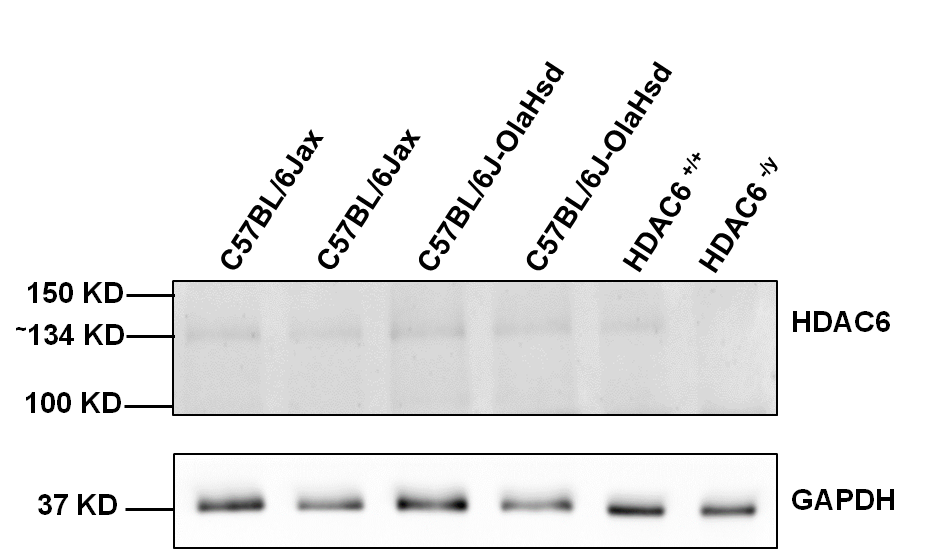 C57BL/6Jax
C57BL/6Jax
C57BL/6J-OlaHsd
C57BL/6J-OlaHsd
HDAC6 +/+
HDAC6 -/y
150 KD
~134 KD
100 KD
HDAC6
37 KD
GAPDH